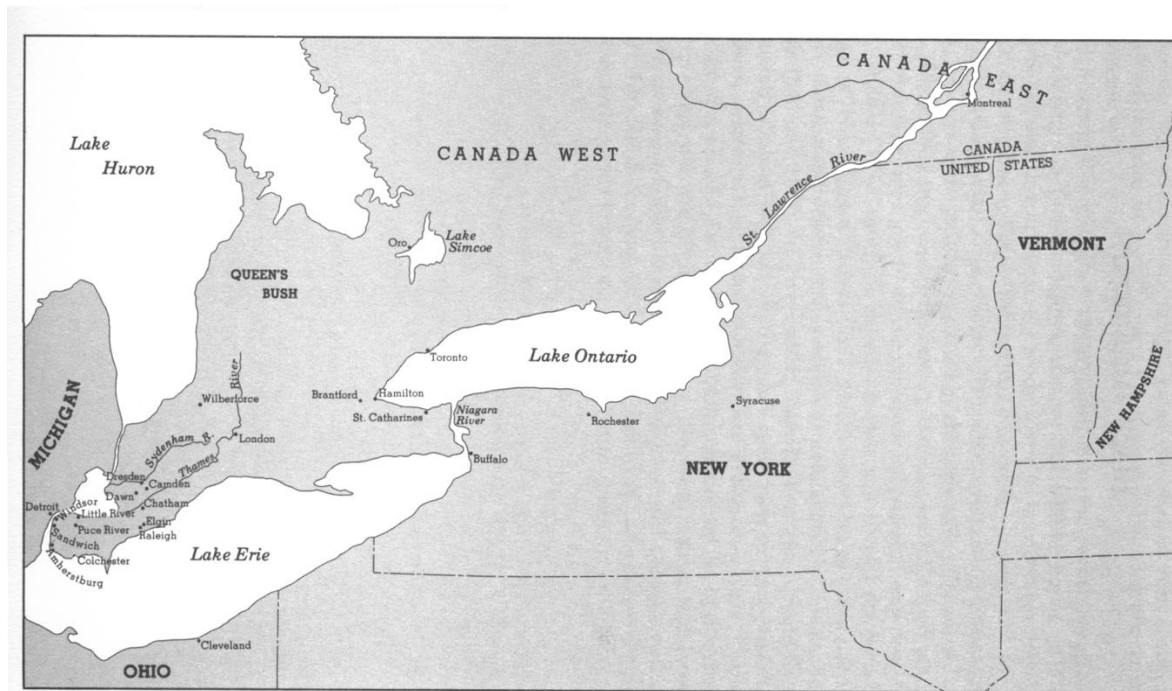 CANADA EAST
Montreal
Lake
Huron
CANADA WEST
St. Lawrence River
CANADA
UNITED STATES
Oro
Lake
Simcoe
VERMONT
QUEEN'S
BUSH
Toronto
Lake Ontario
MICHIGAN
River
Wilberforce
Brantford
Hamilton
St. Catharines
Niagara
River
Rochester
Syracuse
NEW HAMPSHIRE
London
Sydenham R.
Thames
Buffalo
NEW YORK
Dresden
Camden
Dawn
Chatham
Detroit
Windsor
Little River
Elgin
Puce River
Raleigh
Sandwich
Colchester
Amherstburg
Lake Erie
Cleveland
OHIO